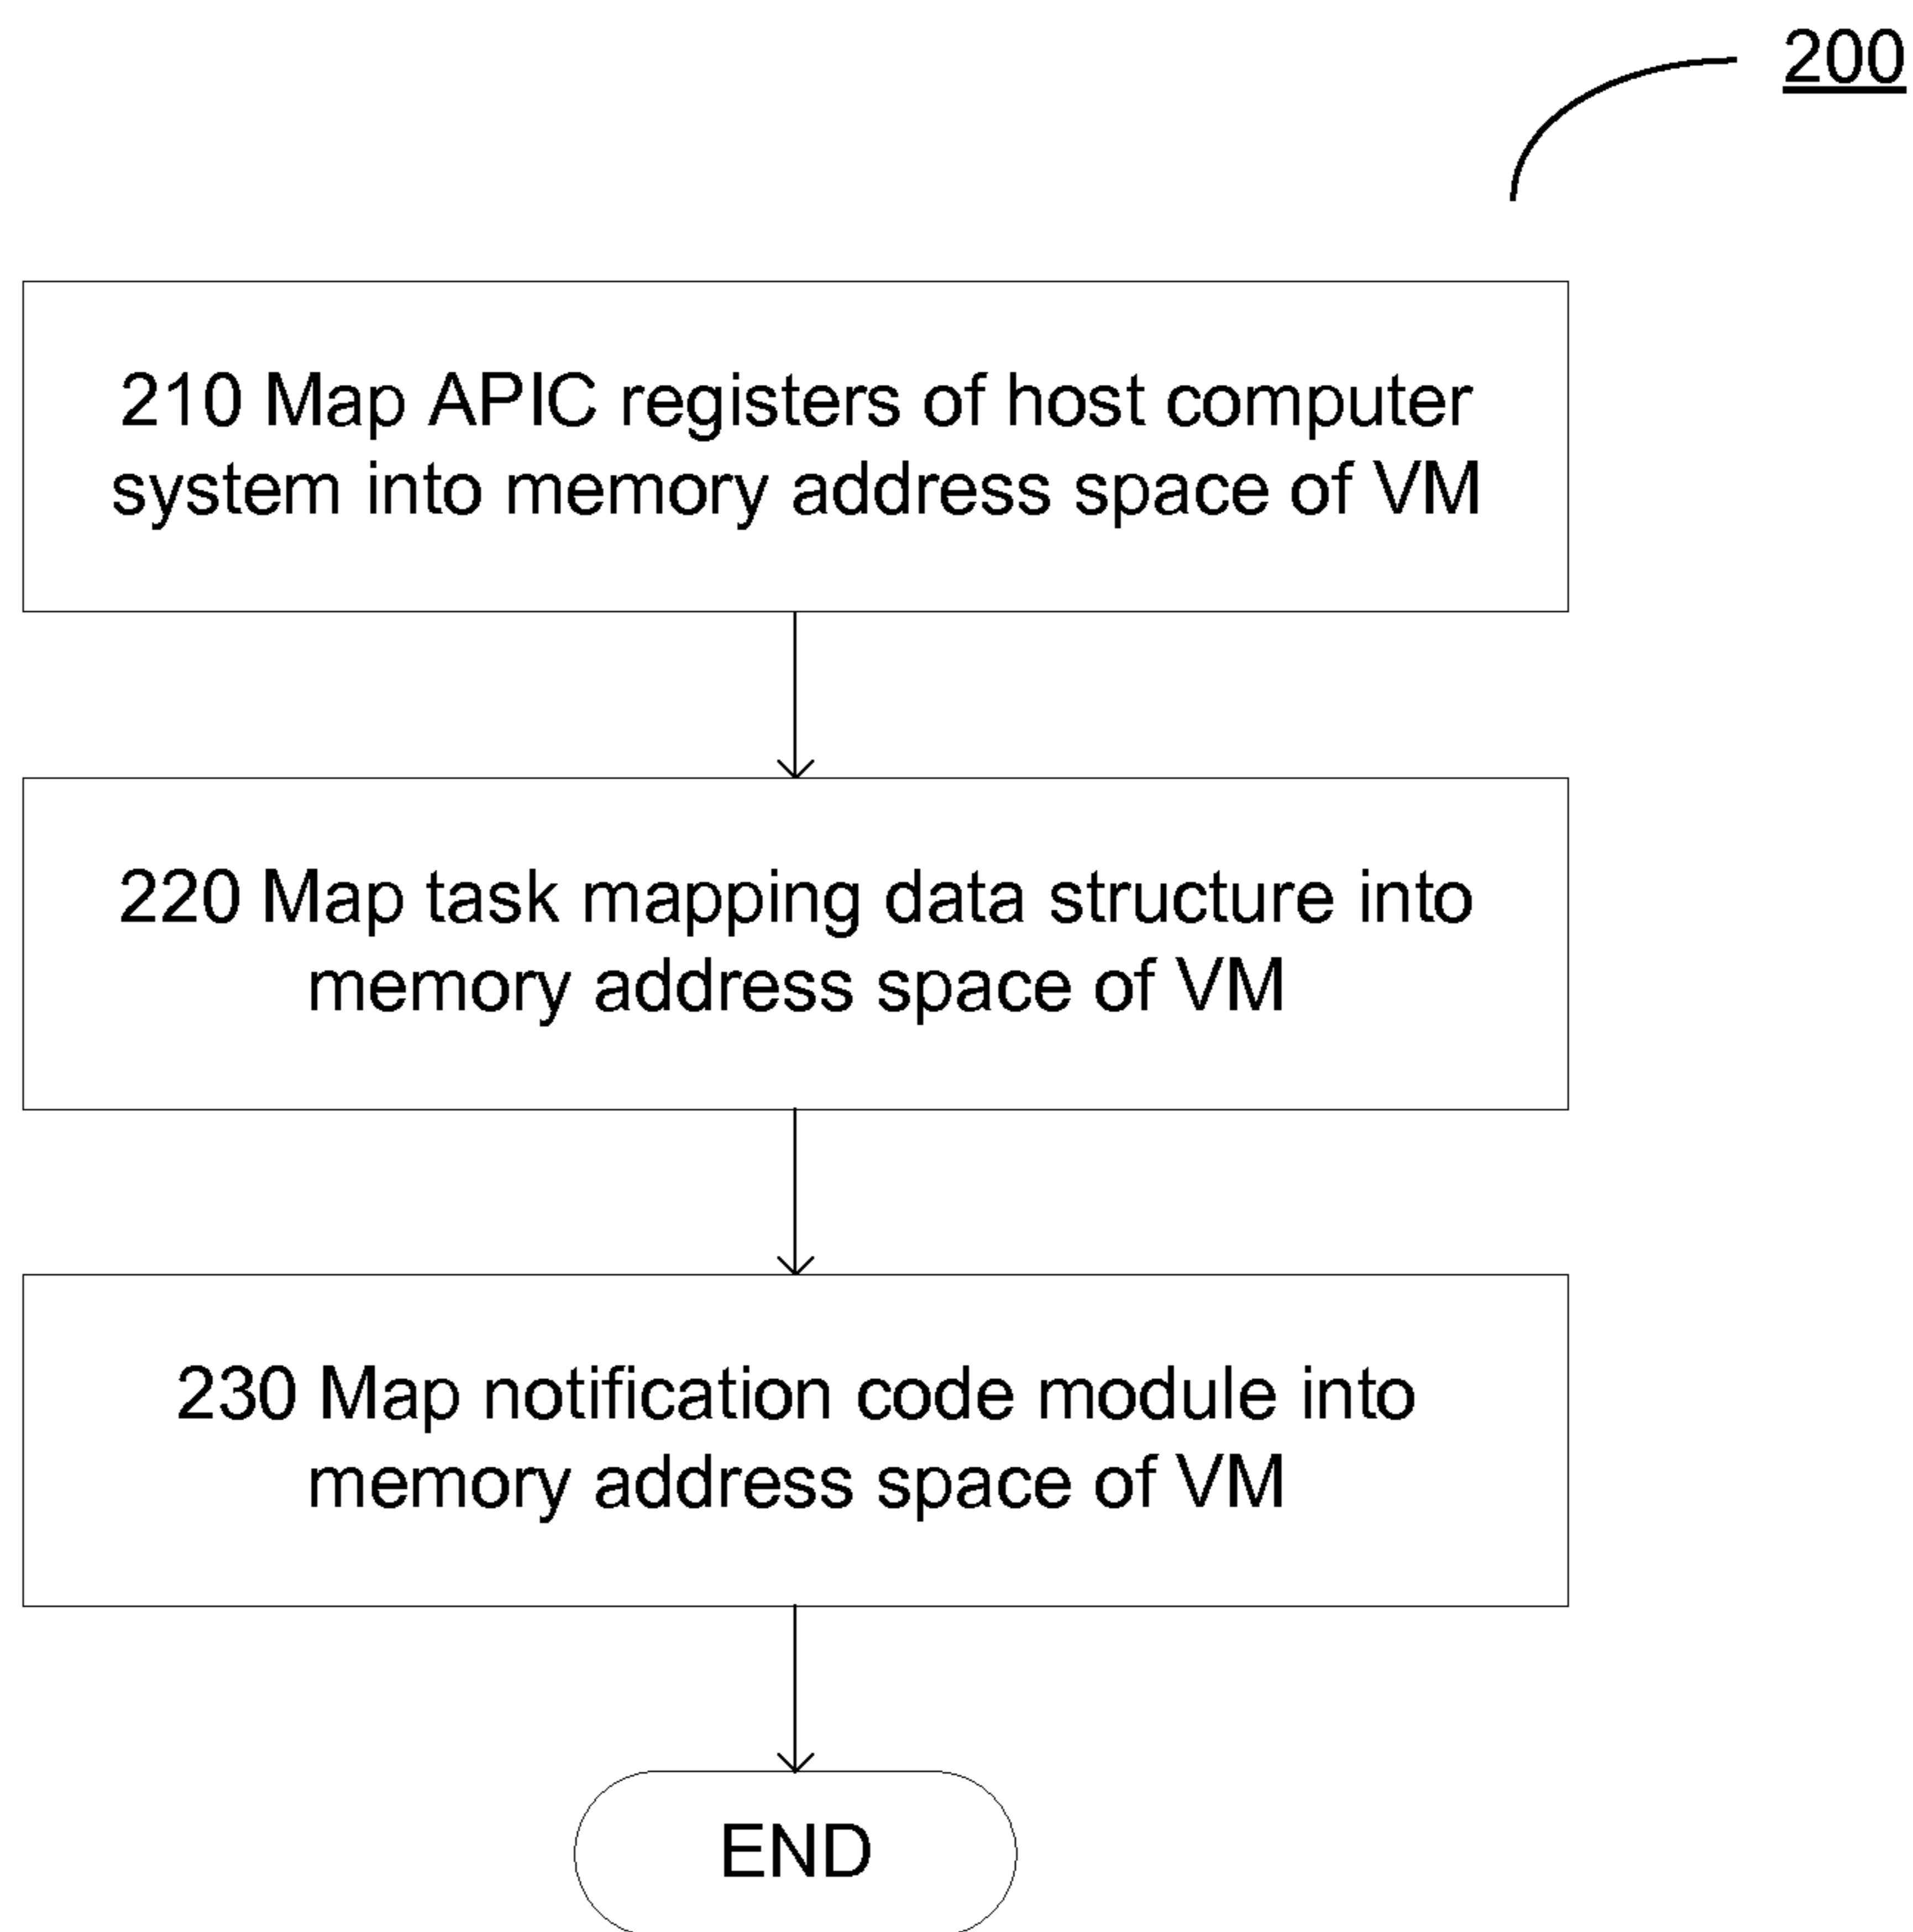 200
210 Map APIC registers of host computer
system into memory address space of VM
220 Map task mapping data structure into
memory address space of VM
230 Map notification code module into
memory address space of VM
END